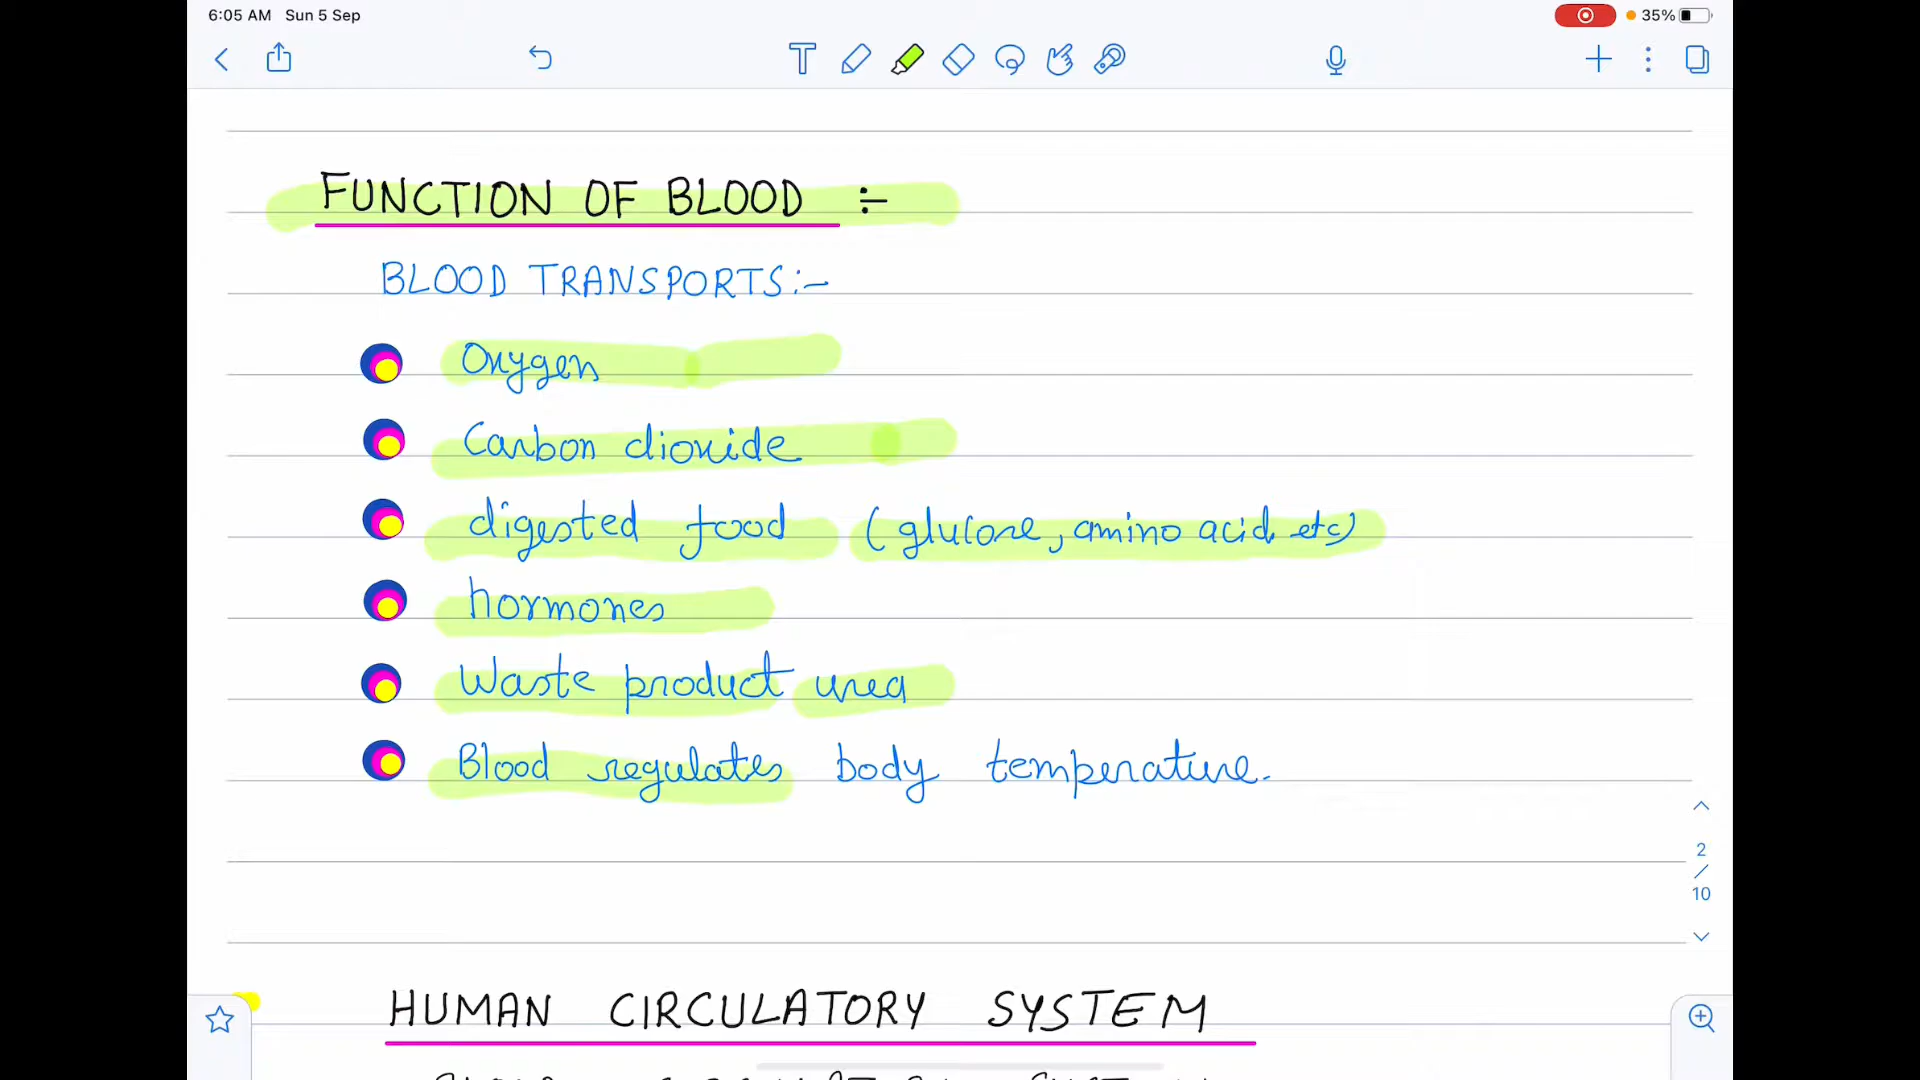 6:05 AM Sun 5 Sep
35%
FUNCTION OF BLOOD :-
BLOOD TRANSPORTS:-
Oxygen
Carbon dioxide
digested food (glucose, amino acid etc)
hormones
Waste product urea
Blood regulates body temperature.
2
/
10
HUMAN CIRCULATORY SYSTEM